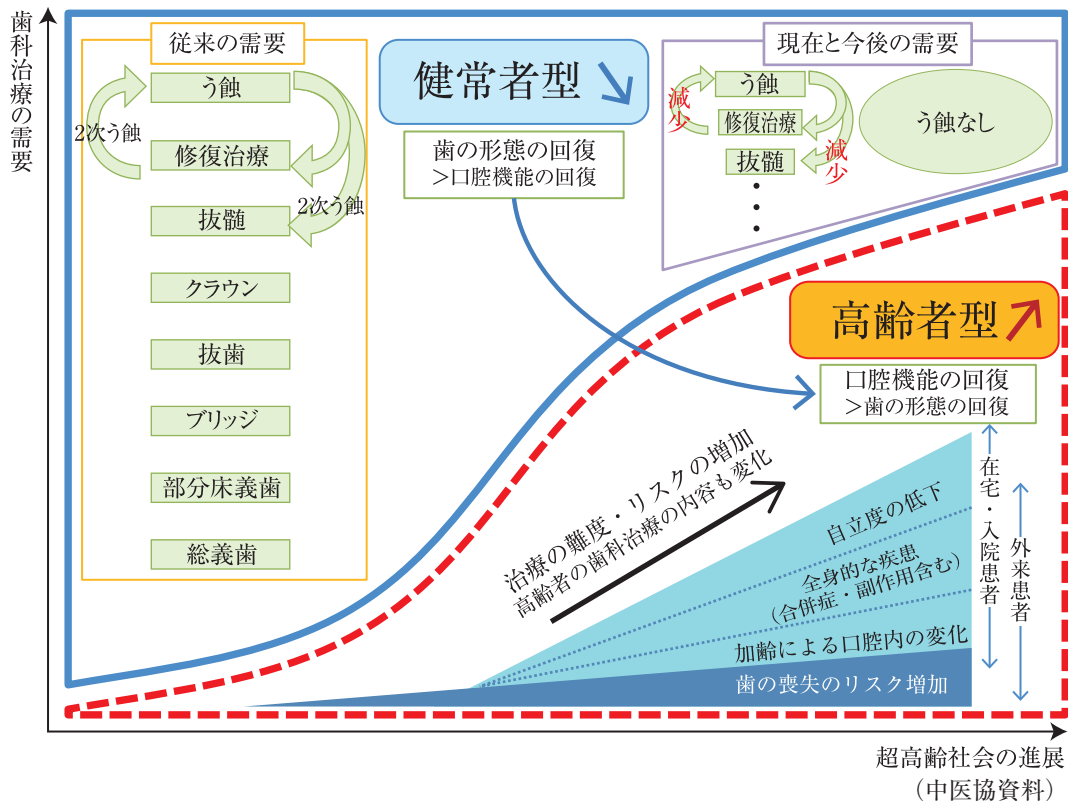 歯科治療の需要
従来の需要
う蝕
2次う蝕
修復治療
2次う蝕
抜髄
クラウン
抜歯
ブリッジ
部分床義歯
総義歯
健常者型
歯の形態の回復
>口腔機能の回復
現在と今後の需要
う蝕
減少
修復治療
減少
抜髄
う蝕なし
高齢者型
口腔機能の回復
>歯の形態の回復
治療の難度・リスクの増加
高齢者の歯科治療の内容も変化
自立度の低下
全身的な疾患
(合併症・副作用含む)
加齢による口腔内の変化
歯の喪失のリスク増加
在宅・入院患者
外来患者
超高齢社会の進展
(中医協資料)